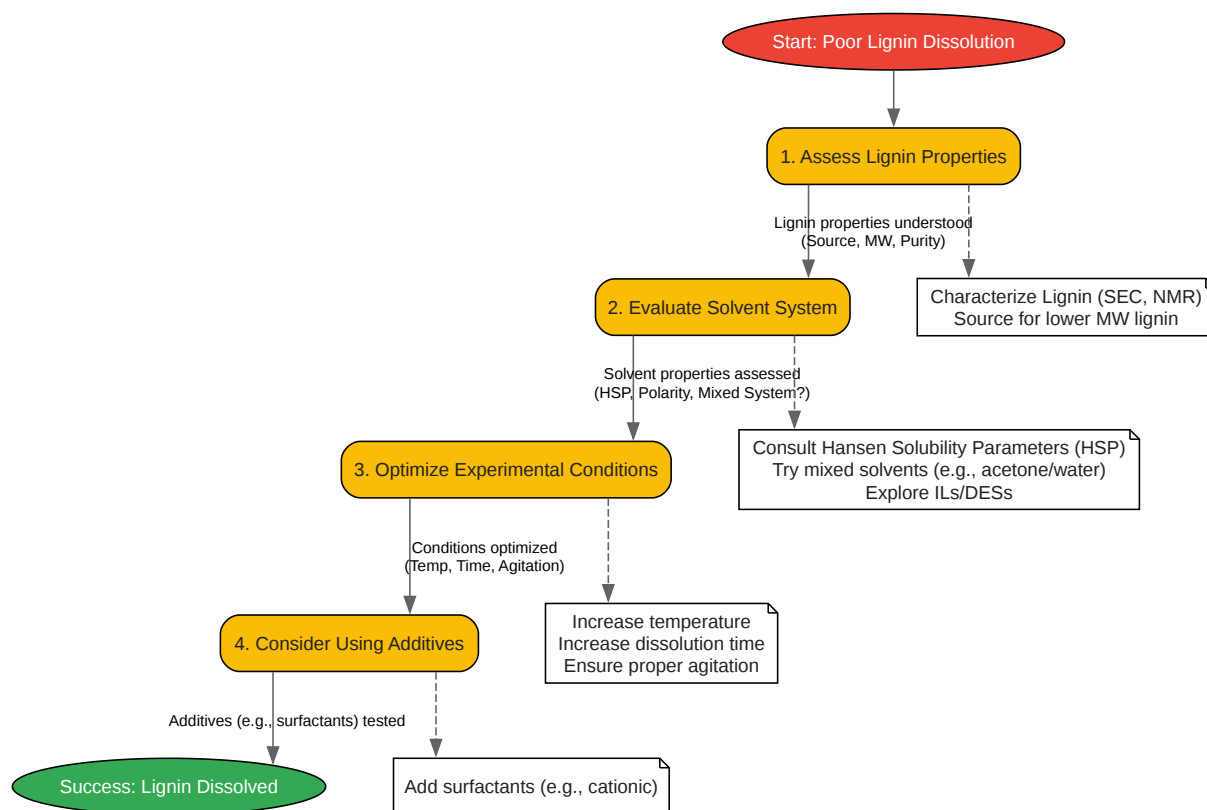 Start: Poor Lignin Dissolution
1. Assess Lignin Properties
Lignin properties understood
(Source, MW, Purity)
Characterize Lignin (SEC, NMR)
Source for lower MW lignin
2. Evaluate Solvent System
Solvent properties assessed
(HSP, Polarity, Mixed System?)
Consult Hansen Solubility Parameters (HSP)
Try mixed solvents (e.g., acetone/water)
Explore ILs/DESs
3. Optimize Experimental Conditions
Conditions optimized
(Temp, Time, Agitation)
Increase temperature
Increase dissolution time
Ensure proper agitation
4. Consider Using Additives
Additives (e.g., surfactants) tested
Add surfactants (e.g., cationic)
Success: Lignin Dissolved